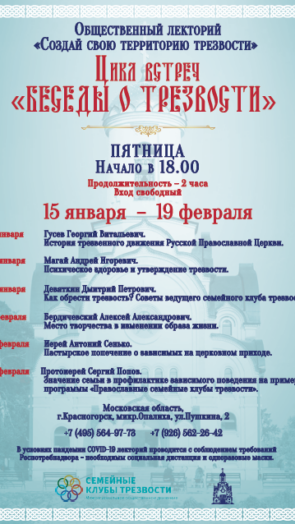 Общественный лекторий
«Создай свою территорию трезвости»
Цикл встреч
«БЕСЕДЫ О ТРЕЗВОСТИ»
ПЯТНИЦА
Начало в 18.00
Продолжительность – 2 часа
Вход свободный
15 января – 19 февраля
января Гусев Георгий Витальевич.
История трезвенного движения Русской Православной Церкви.
января Магай Андрей Игоревич.
Психическое здоровье и утверждение трезвости.
января Девяткин Дмитрий Петрович.
Как обрести трезвость? Советы ведущего семейного клуба трезвос
февраля Бердичевский Алексей Александрович.
Место творчества в изменении образа жизни.
февраля Иерей Антоний Сенько.
Пастырское попечение о зависимых на церковном приходе.
февраля Протоиерей Сергий Попов.
Значение семьи в профилактике зависимого поведения на пример
программы «Православные семейные клубы трезвости».
Московская область,
г.Красногорск, мкр.Опалиха, ул.Пушкина, 2
+7 (495) 564-97-73 +7 (926) 562-26-42
В условиях пандемии COVID-19 лекторий проводится с соблюдением требований
Роспотребнадзора – необходимы социальная дистанция и одноразовые маски.
СЕМЕЙНЫЕ
КЛУБЫ ТРЕЗВОСТИ